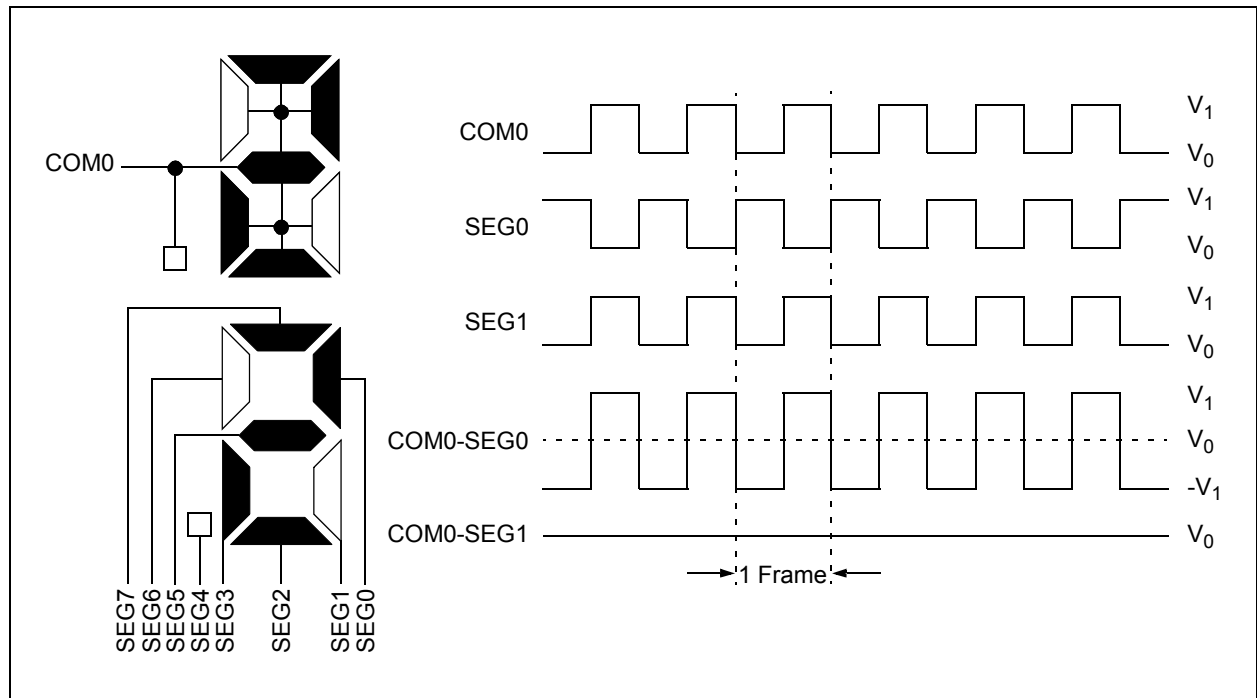 COM0
COM0
V1
V0
SEG0
V1
V0
SEG1
V1
V0
COM0-SEG0
V1
V0
-V1
COM0-SEG1
V0
1 Frame
SEG7
SEG6
SEG5
SEG4
SEG3
SEG2
SEG1
SEG0